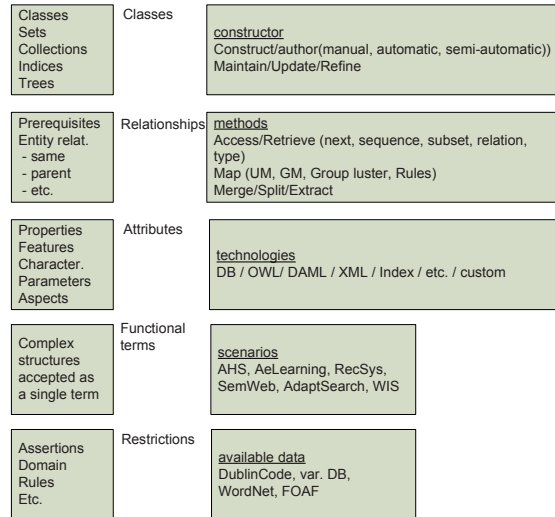 Classes
Sets
Collections
Indices
Trees
Classes
constructor
Construct/author(manual, automatic, semi-automatic))
Maintain/Update/Refine
Prerequisites
Entity relat.
- same
- parent
- etc.
Relationships
methods
Access/Retrieve (next, sequence, subset, relation,
type)
Map (UM, GM, Group luster, Rules)
Merge/Split/Extract
Properties
Features
Character.
Parameters
Aspects
Attributes
technologies
DB / OWL/ DAML / XML / Index / etc. / custom
Complex
structures
accepted as
a single term
Functional
terms
scenarios
AHS, AeLearning, RecSys,
SemWeb, AdaptSearch, WIS
Assertions
Domain
Rules
Etc.
Restrictions
available data
DublinCode, var. DB,
WordNet, FOAF